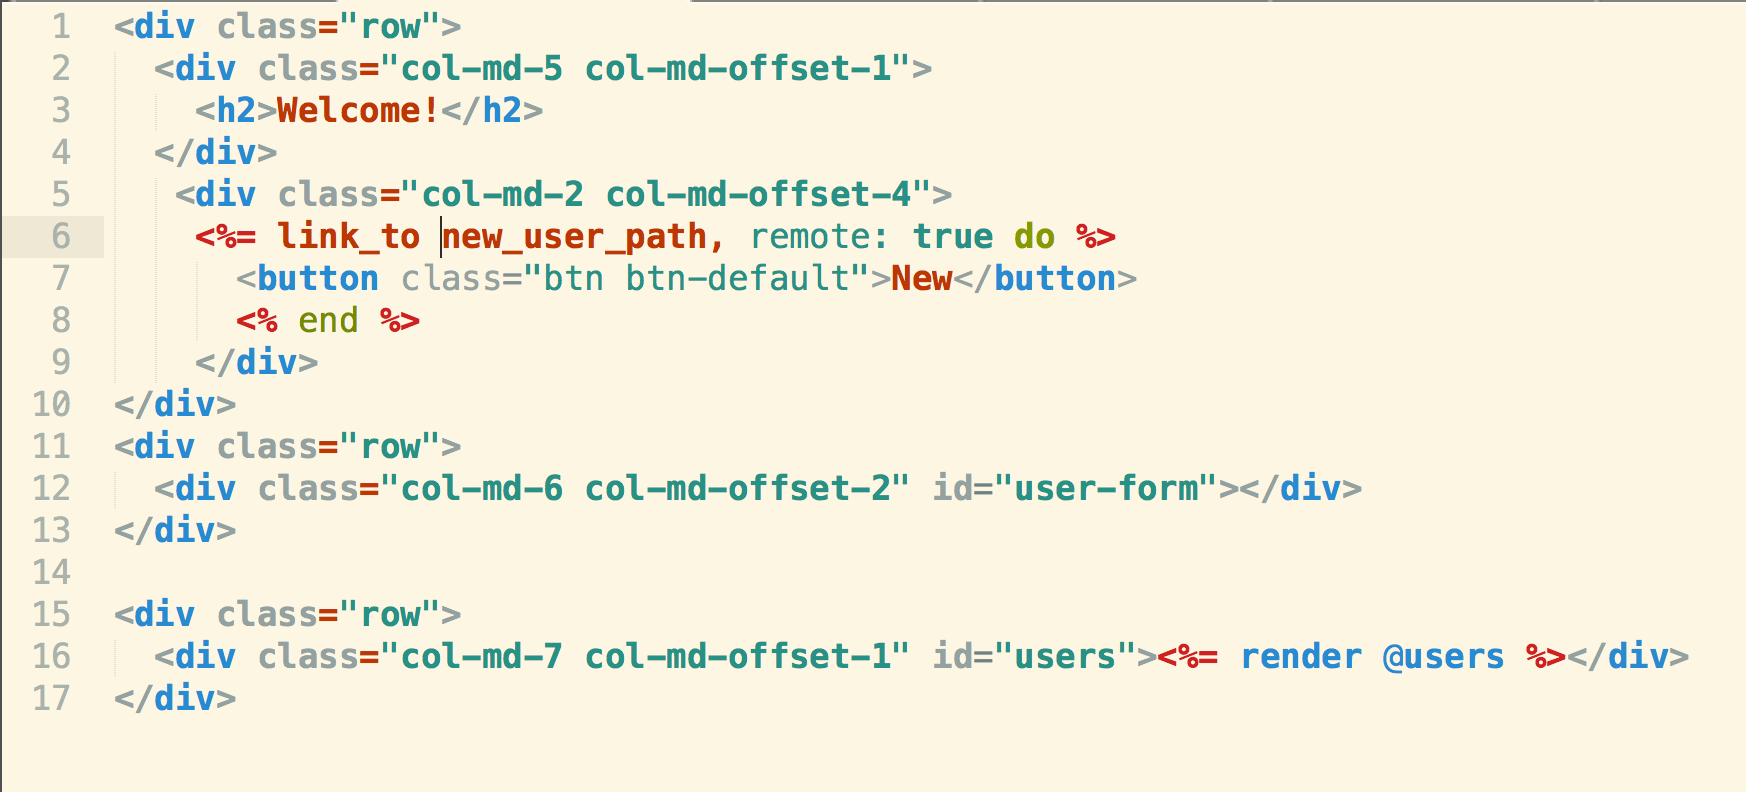 1 <div class="row">
2   <div class="col-md-5 col-md-offset-1">
3     <h2>Welcome!</h2>
4   </div>
5    <div class="col-md-2 col-md-offset-4">
6     <%= link_to new_user_path, remote: true do %>
7       <button class="btn btn-default">New</button>
8       <% end %>
9     </div>
10 </div>
11 <div class="row">
12   <div class="col-md-6 col-md-offset-2" id="user-form"></div>
13 </div>
14
15 <div class="row">
16   <div class="col-md-7 col-md-offset-1" id="users"><%= render @users %></div>
17 </div>